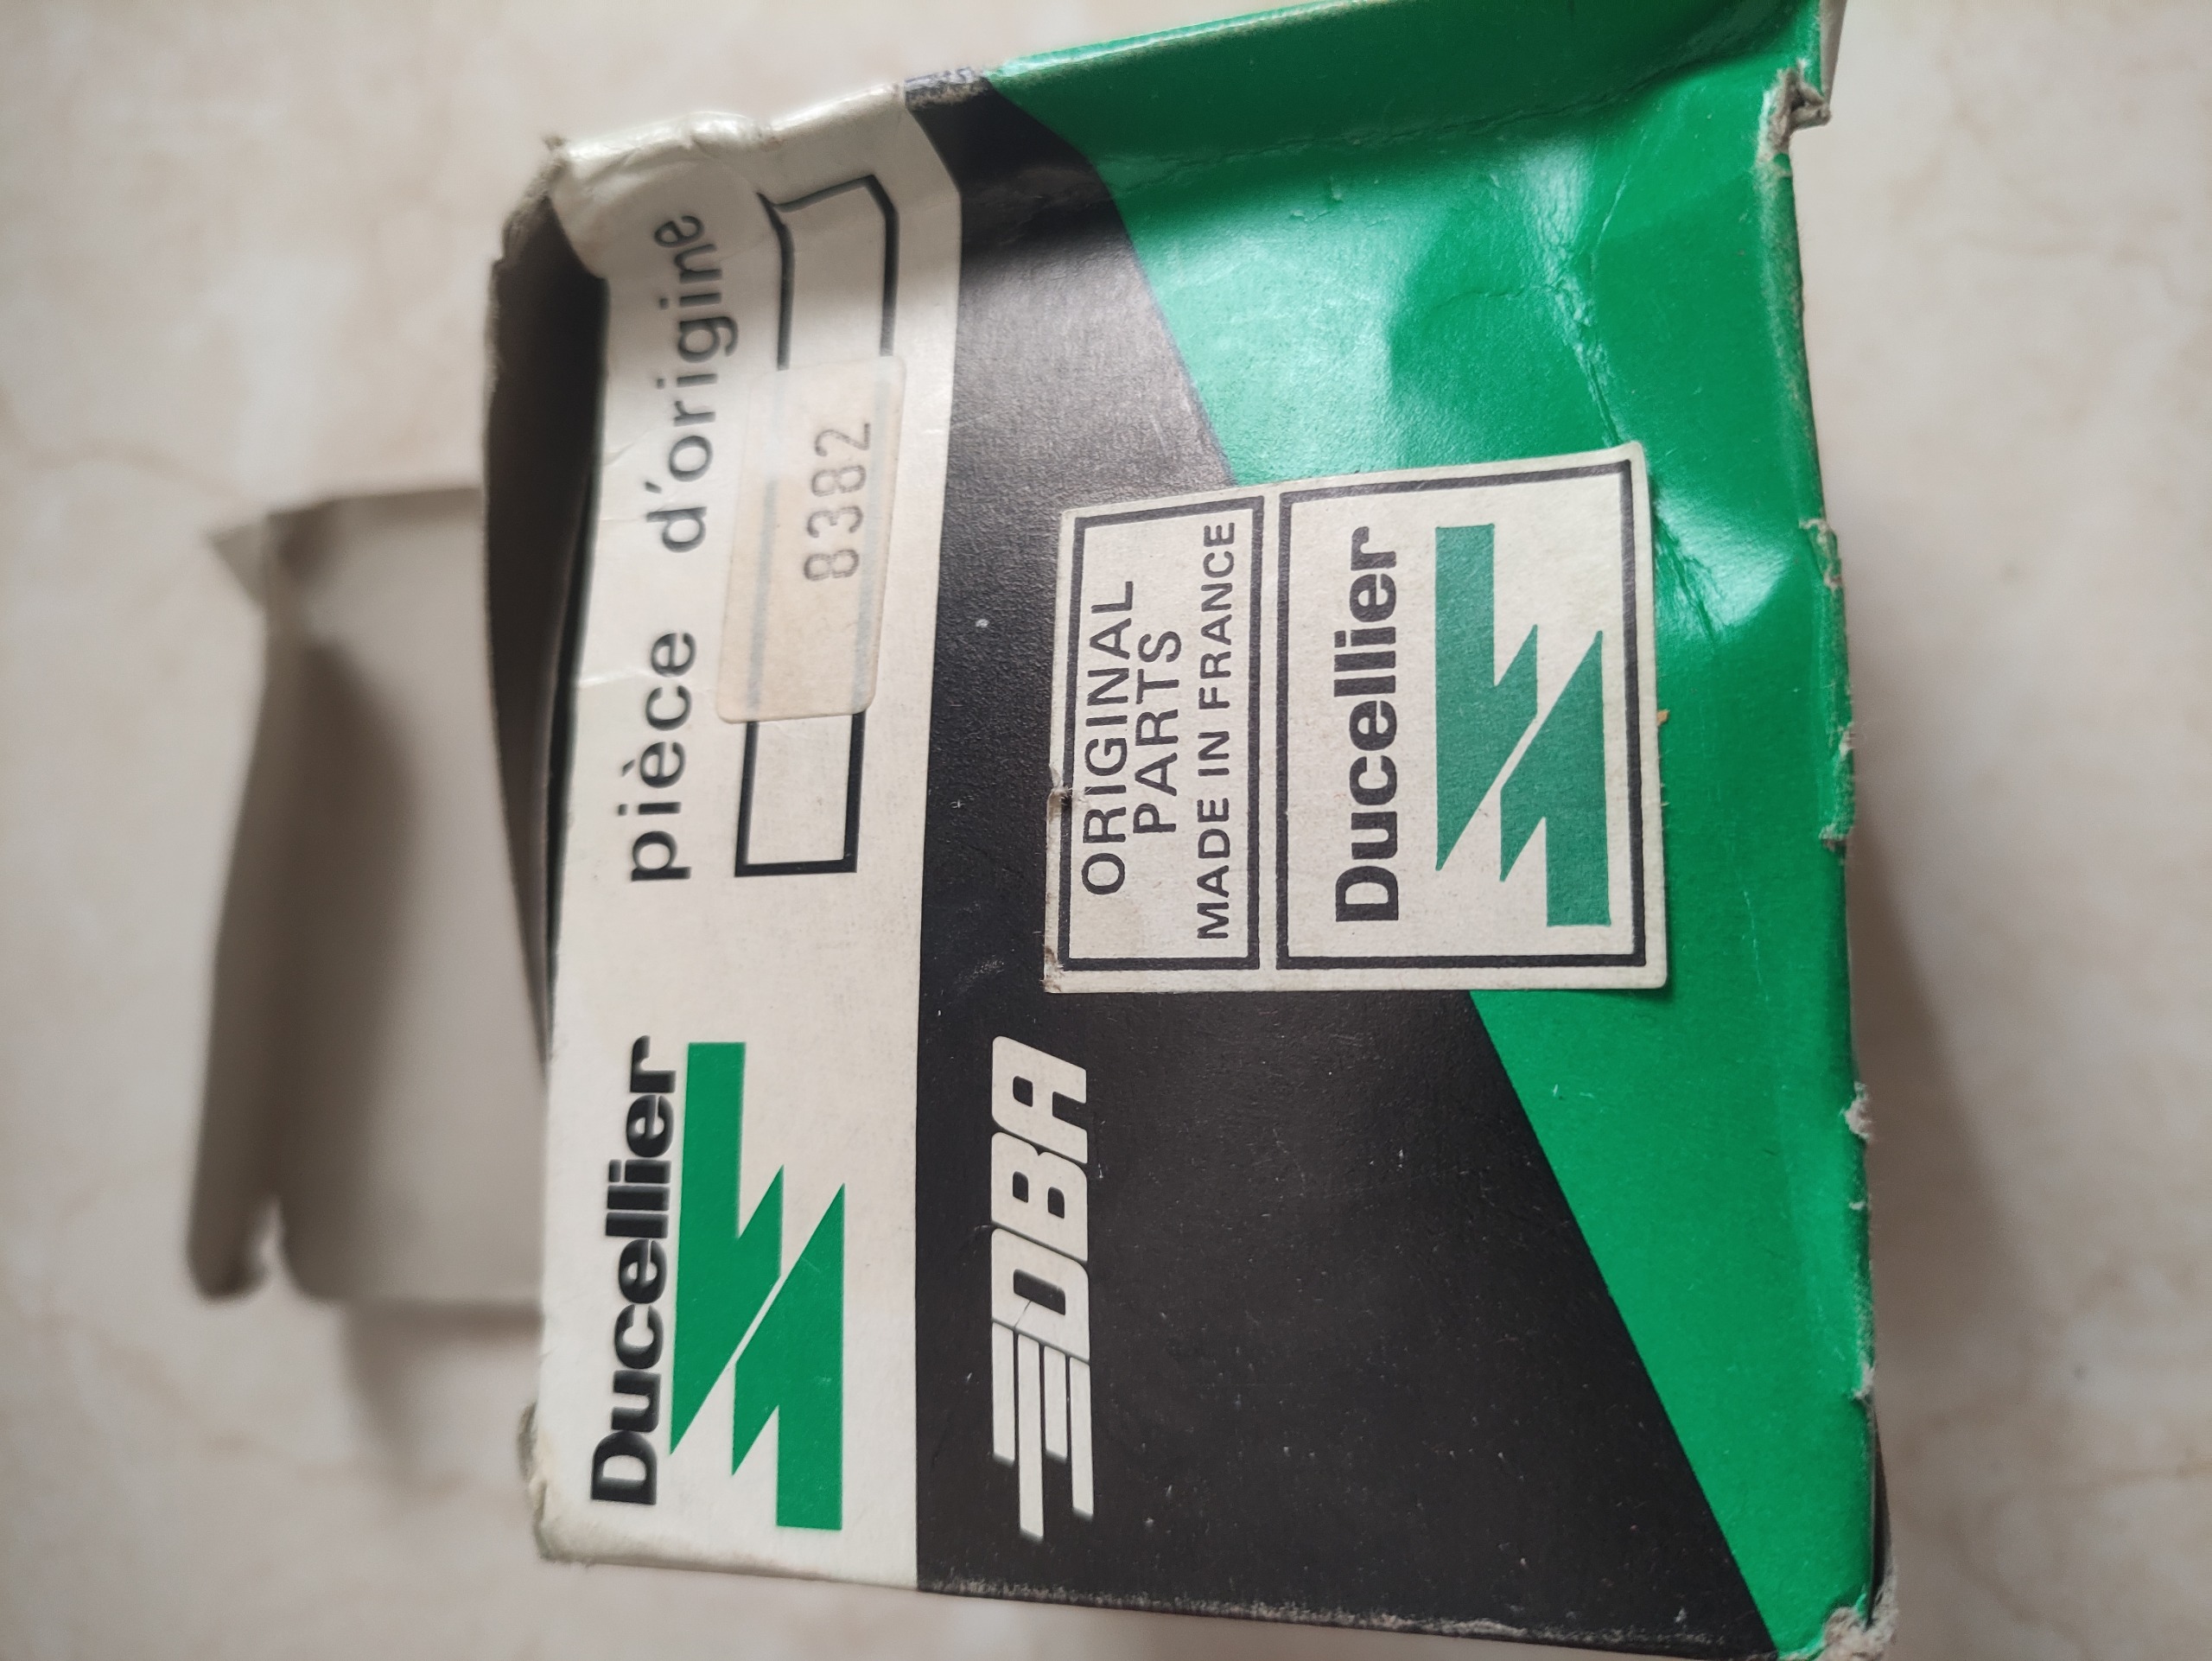 Ducellier
pièce d'origine
8382
DBA
ORIGINAL
PARTS
MADE IN FRANCE
Ducellier